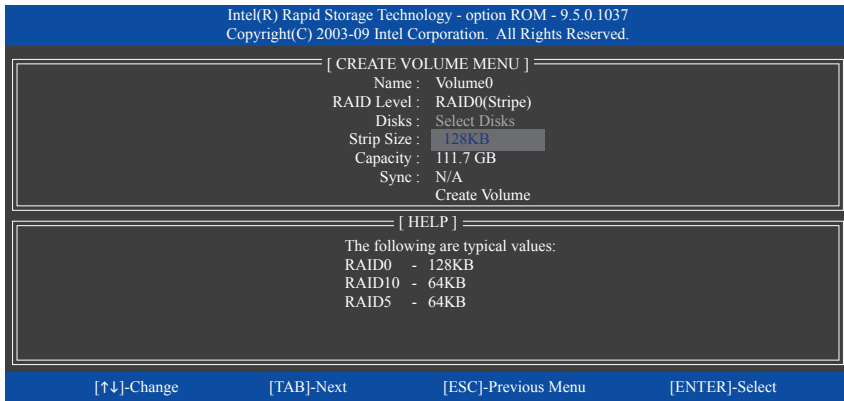 Intel(R) Rapid Storage Technology - option ROM - 9.5.0.1037
Copyright(C) 2003-09 Intel Corporation. All Rights Reserved.
[ CREATE VOLUME MENU ]
Name : Volume0
RAID Level : RAID0(Stripe)
Disks : Select Disks
Strip Size : 128KB
Capacity : 111.7 GB
Sync : N/A
Create Volume
[ HELP ]
The following are typical values:
RAID0 - 128KB
RAID10 - 64KB
RAID5 - 64KB
[↑↓]-Change [TAB]-Next [ESC]-Previous Menu [ENTER]-Select